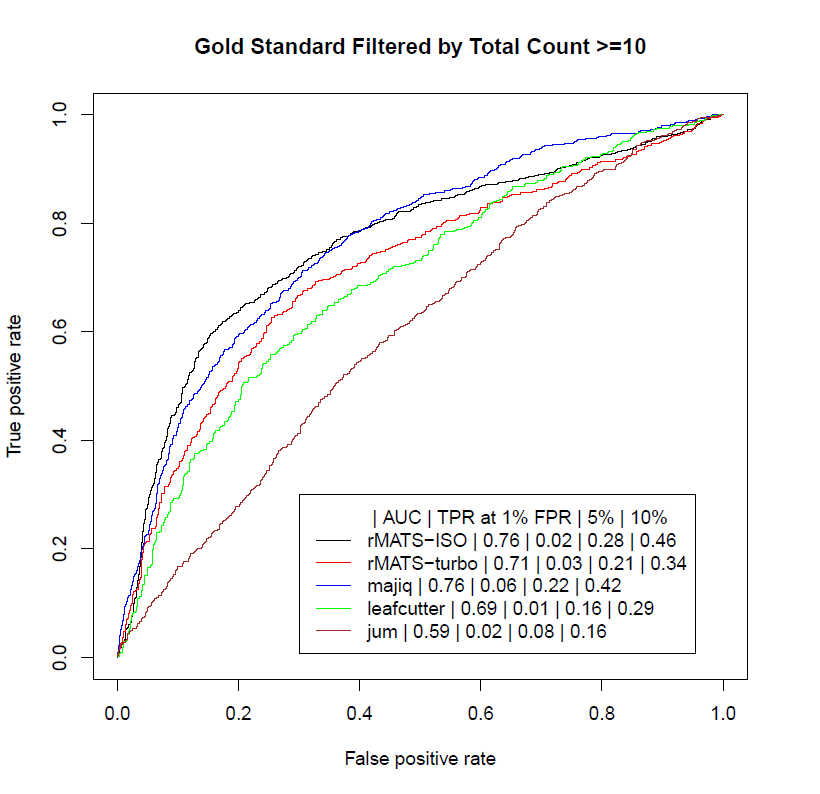 Gold Standard Filtered by Total Count >=10
True positive rate
1.0
0.8
0.6
0.4
0.2
0.0
| AUC | TPR at 1% FPR | 5% | 10%
rMATS−ISO | 0.76 | 0.02 | 0.28 | 0.46
rMATS−turbo | 0.71 | 0.03 | 0.21 | 0.34
majiq | 0.76 | 0.06 | 0.22 | 0.42
leafcutter | 0.69 | 0.01 | 0.16 | 0.29
jum | 0.59 | 0.02 | 0.08 | 0.16
0.0 0.2 0.4 0.6 0.8 1.0
False positive rate